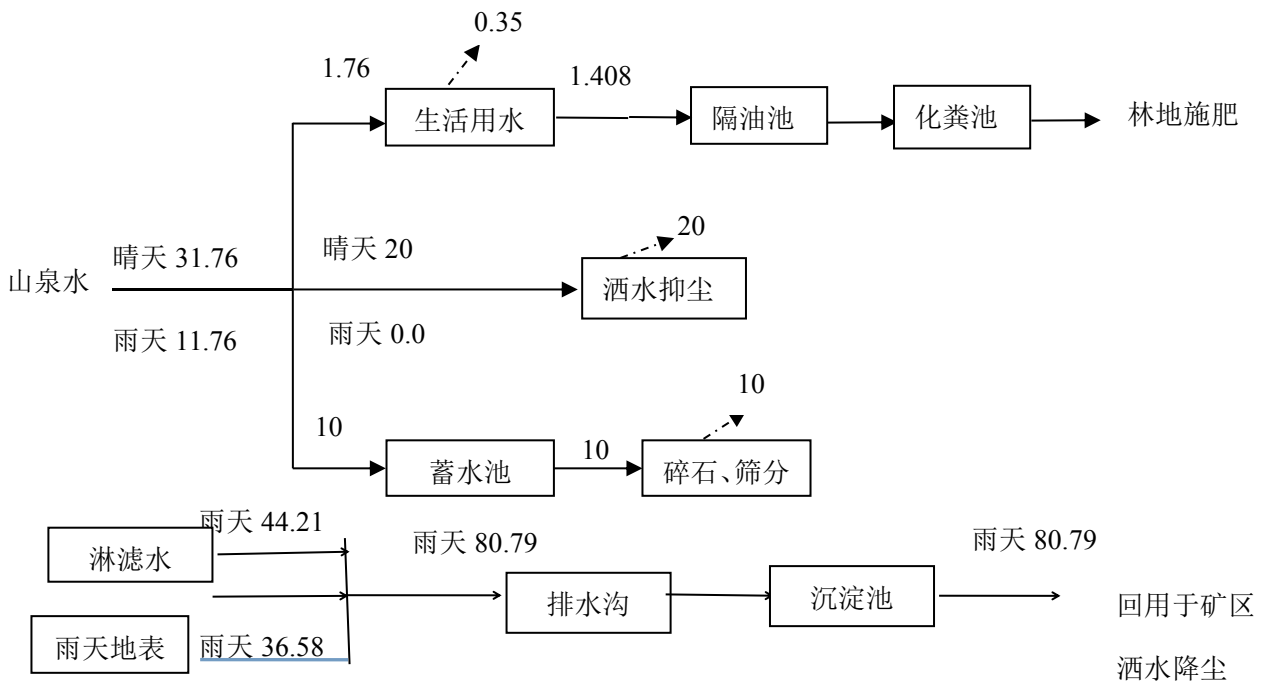 0.35
1.76
1.408
生活用水
隔油池
化粪池
林地施肥
20
晴天 31.76
晴天 20
山泉水
洒水抑尘
雨天 11.76
雨天 0.0
10
10
10
蓄水池
碎石、筛分
雨天 44.21
雨天 80.79
雨天 80.79
淋滤水
排水沟
沉淀池
回用于矿区
雨天地表
雨天 36.58
洒水降尘